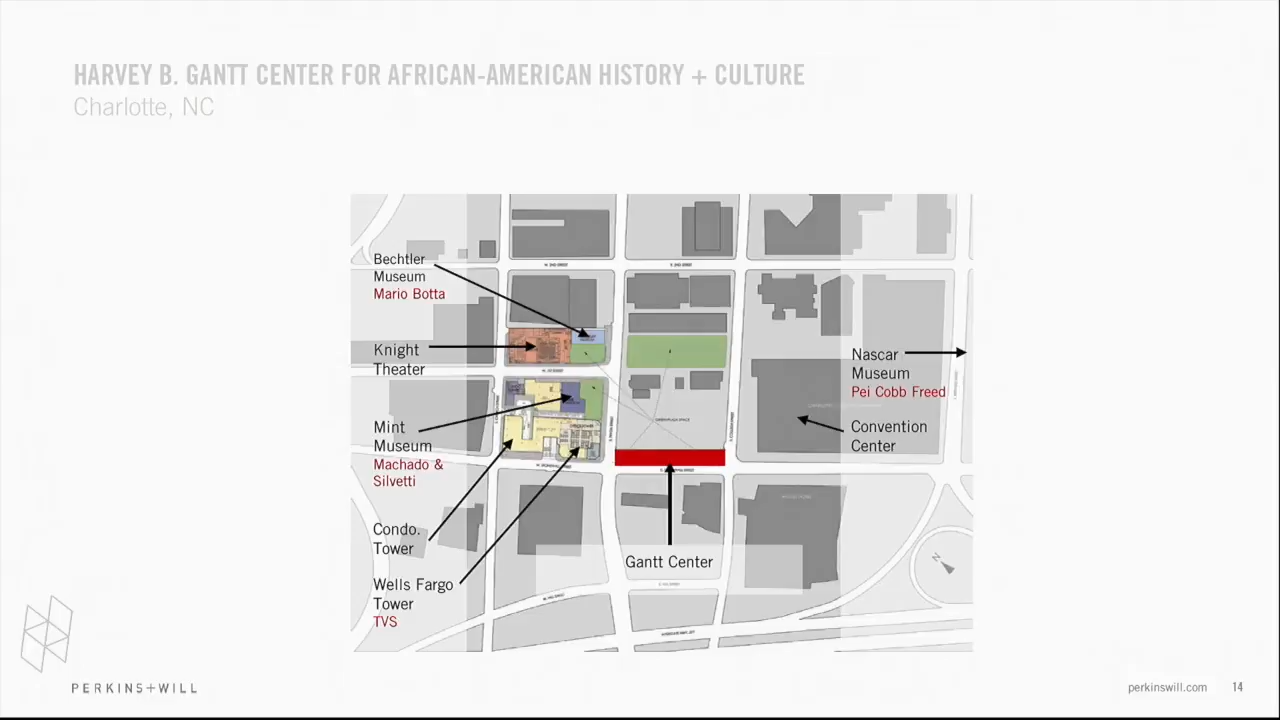 HARVEY B. GANTT CENTER FOR AFRICAN-AMERICAN HISTORY + CULTURE
Charlotte, NC
Bechtler
Museum
Mario Botta
Knight
Theater
Mint
Museum
Machado &
Silvetti
Condo.
Tower
Wells Fargo
Tower
TVS
Gantt Center
Nascar
Museum
Pei Cobb Freed
Convention
Center
N
PERKINS+WILL
perkinswill.com
14